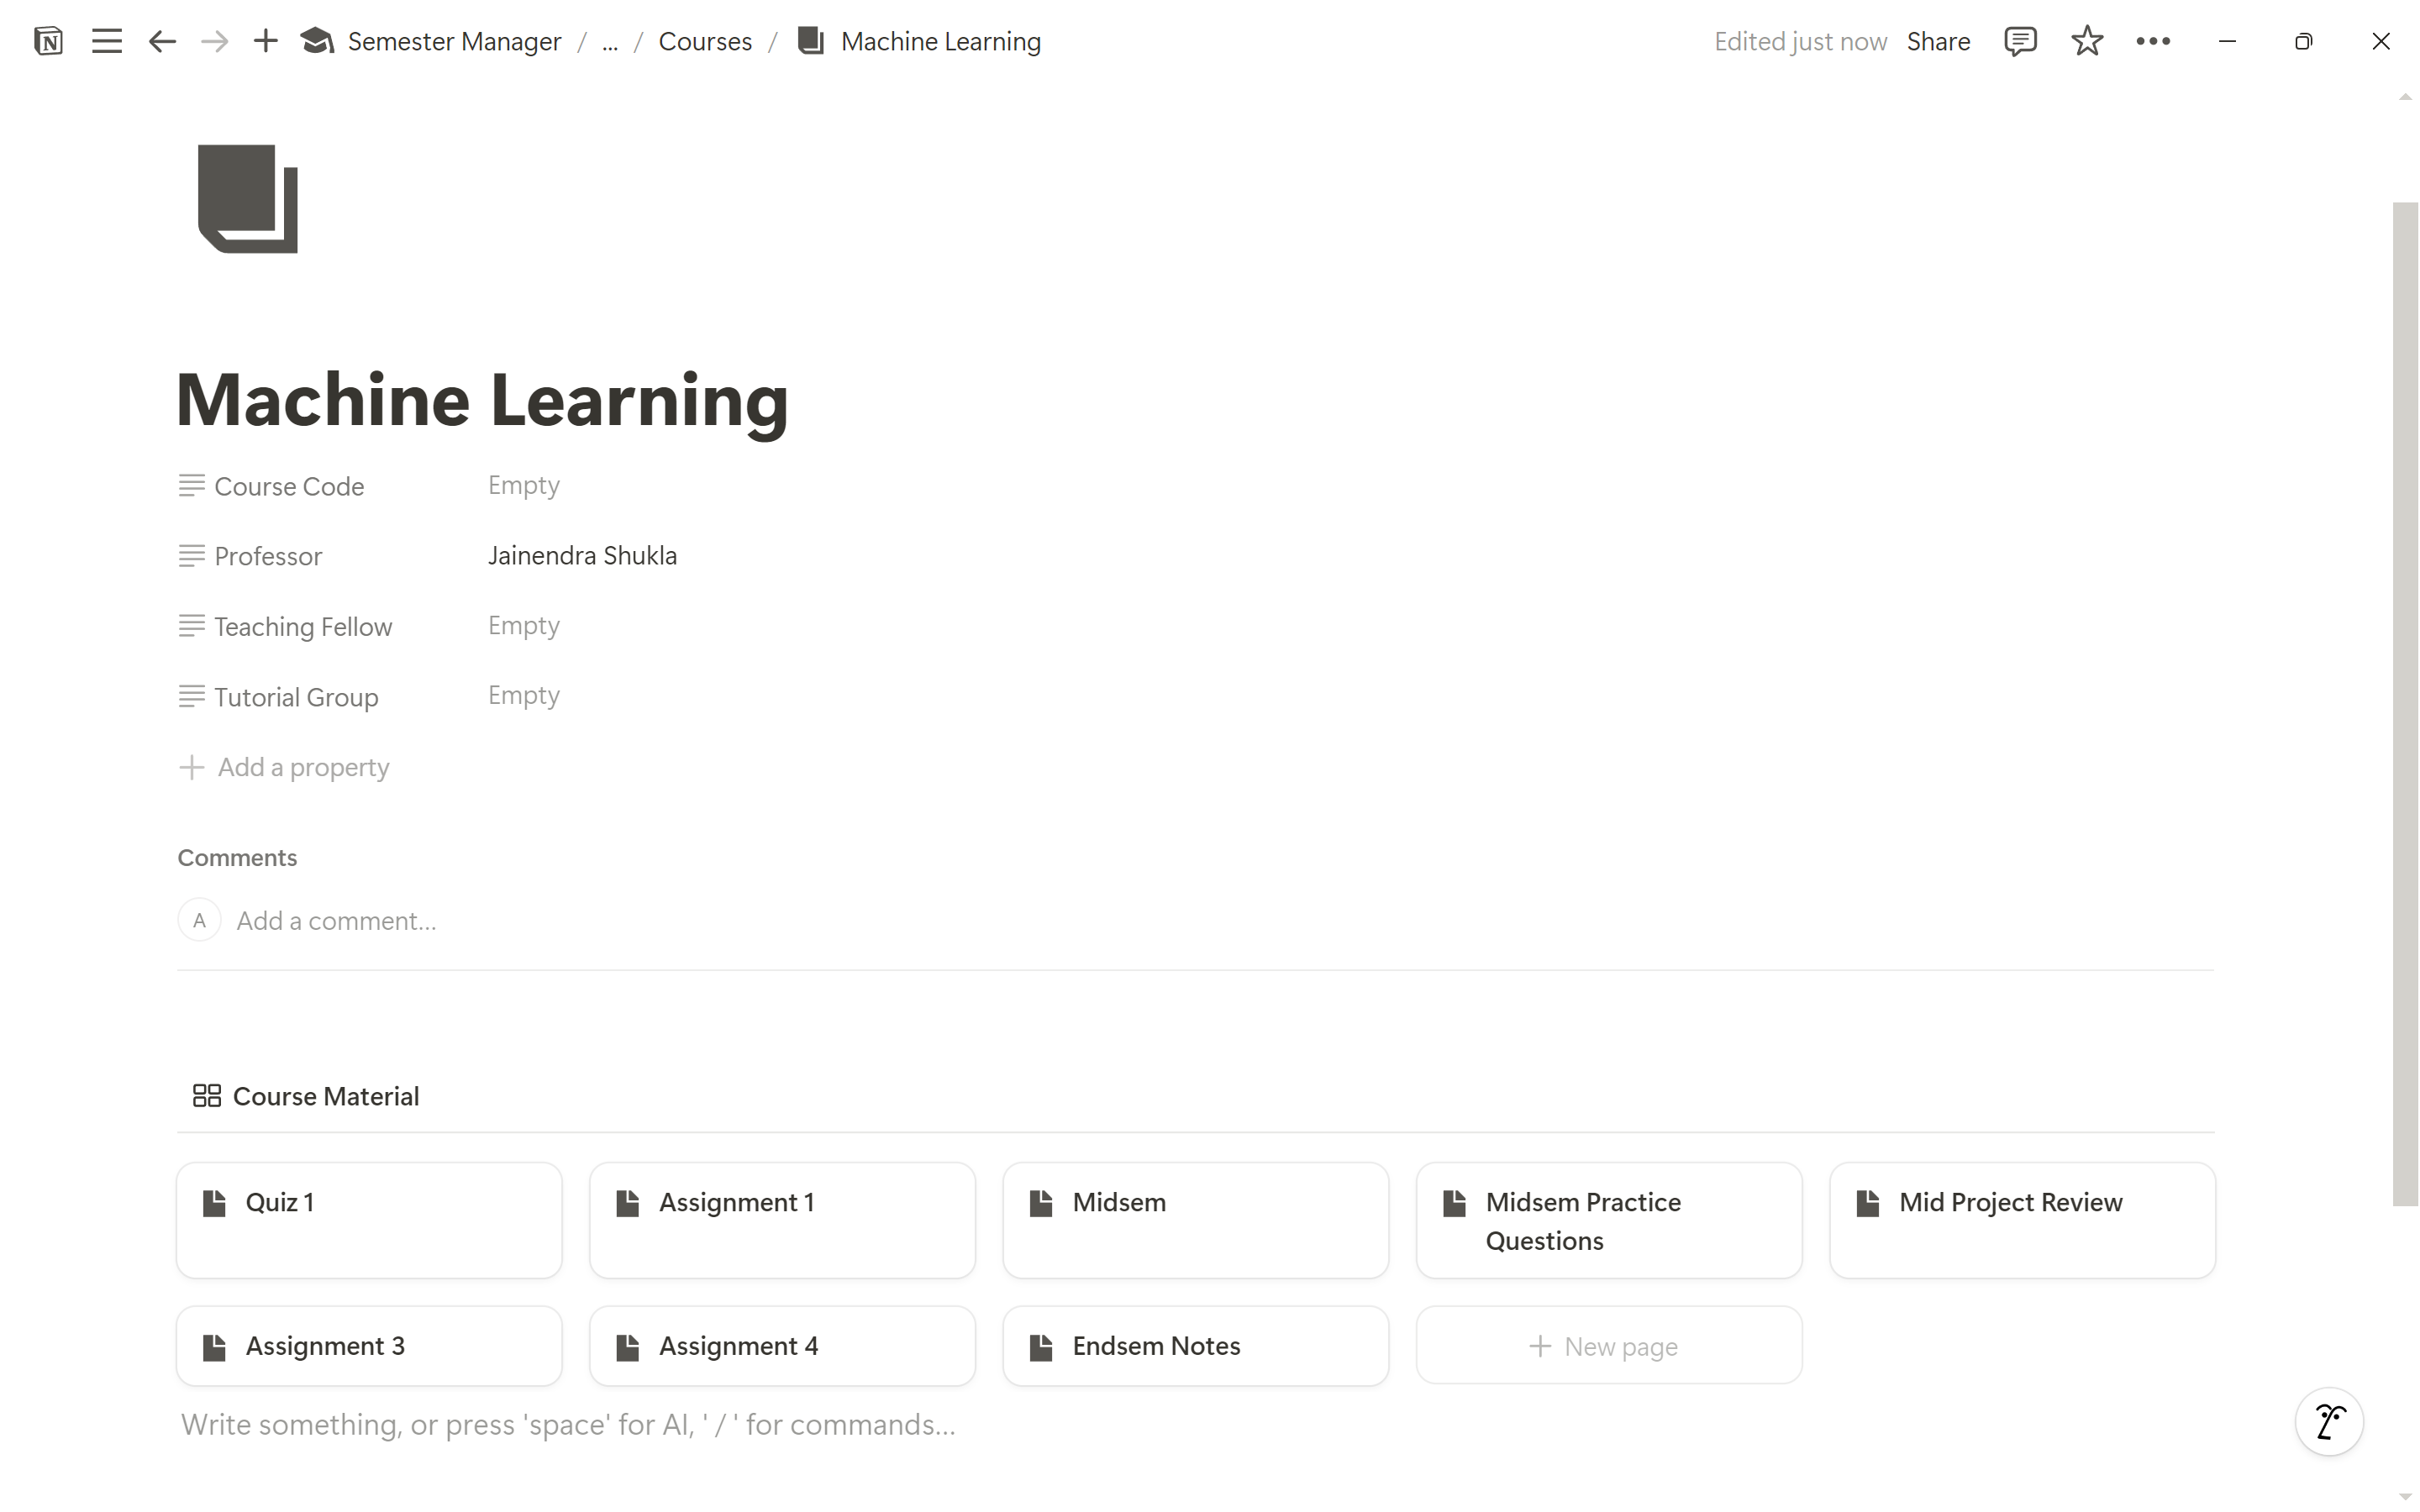 Semester Manager / ... / Courses / Machine Learning Edited just now Share
Machine Learning
Course Code Empty
Professor Jainendra Shukla
Teaching Fellow Empty
Tutorial Group Empty
Add a property
Comments
A Add a comment...
Course Material
Quiz 1 Assignment 1 Midsem Midsem Practice Questions Mid Project Review
Assignment 3 Assignment 4 Endsem Notes New page
Write something, or press 'space' for AI, ' / ' for commands...